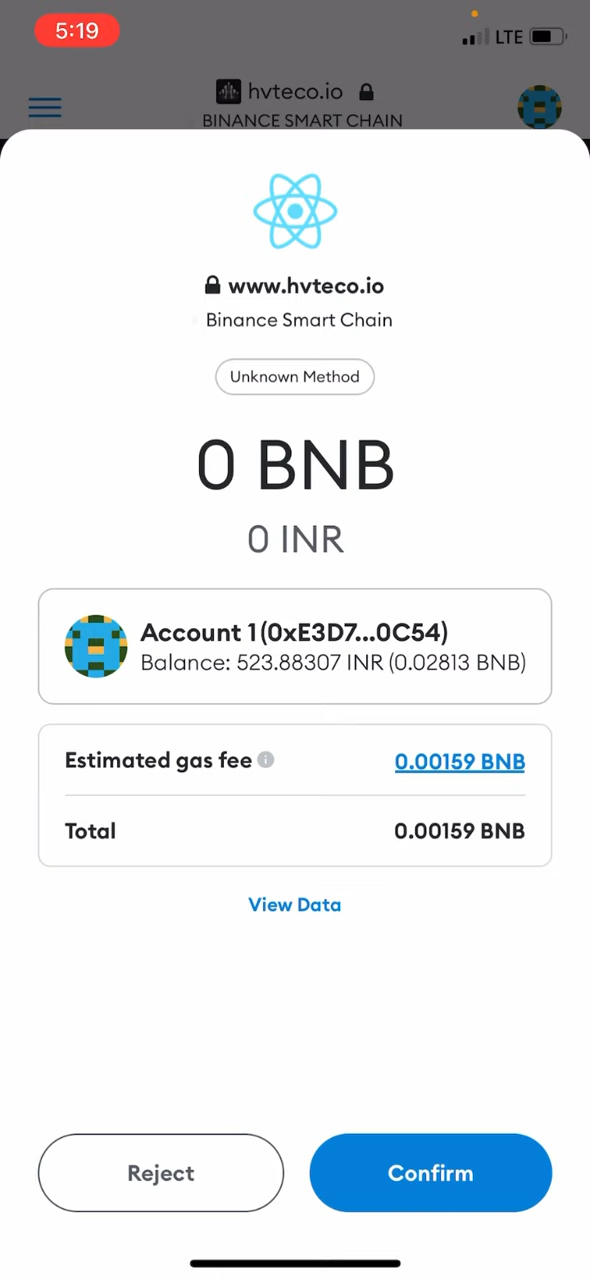 5:19
LTE
hvteco.io
BINANCE SMART CHAIN
www.hvteco.io
Binance Smart Chain
Unknown Method
0 BNB
0 INR
Account 1 (0xE3D7...0C54)
Balance: 523.88307 INR (0.02813 BNB)
Estimated gas fee
0.00159 BNB
Total
0.00159 BNB
View Data
Reject
Confirm